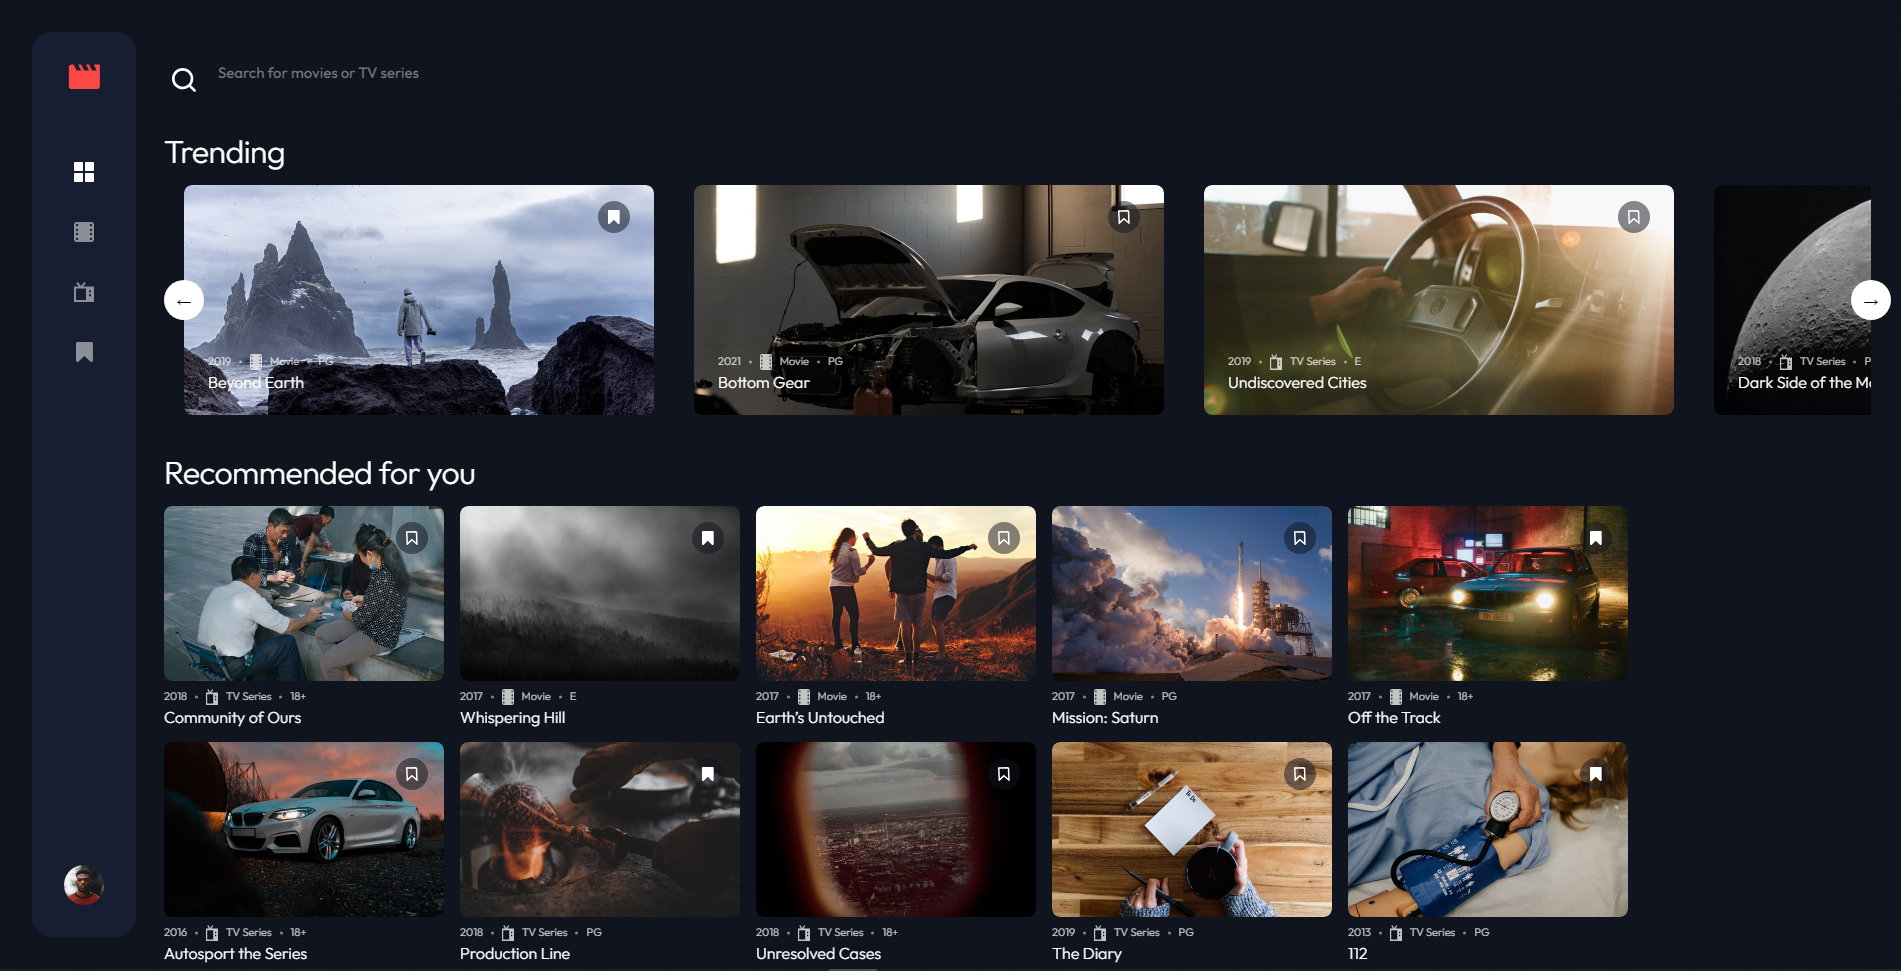 Search for movies or TV series
Trending
2019 • Movie • PG
Beyond Earth
2021 • Movie • PG
Bottom Gear
2019 • TV Series • E
Undiscovered Cities
2018 • TV Series • P
Dark Side of the Mo
Recommended for you
2018 • TV Series • 18+
Community of Ours
2017 • Movie • E
Whispering Hill
2017 • Movie • 18+
Earth's Untouched
2017 • Movie • PG
Mission: Saturn
2017 • Movie • 18+
Off the Track
2016 • TV Series • 18+
Autosport the Series
2018 • TV Series • PG
Production Line
2018 • TV Series • 18+
Unresolved Cases
To Do
2019 • TV Series • PG
The Diary
2013 • TV Series • PG
112